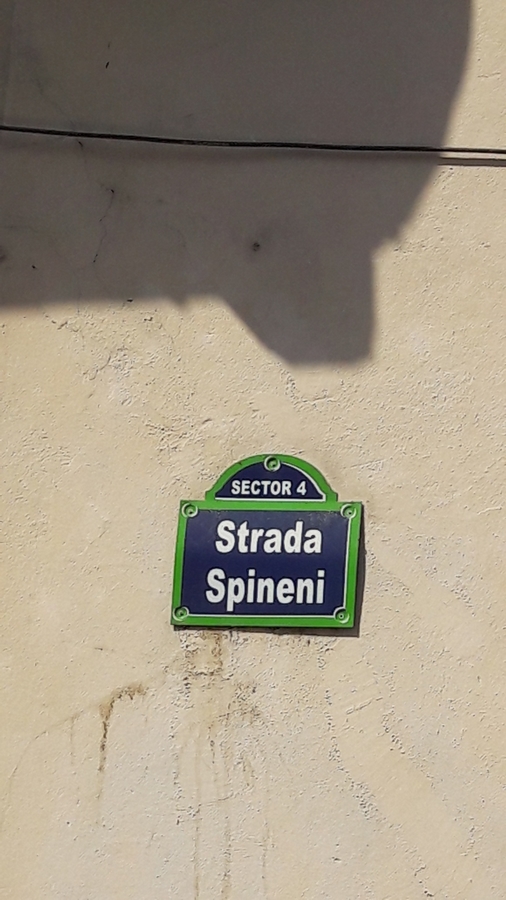 SECTOR 4
Strada
Spineni